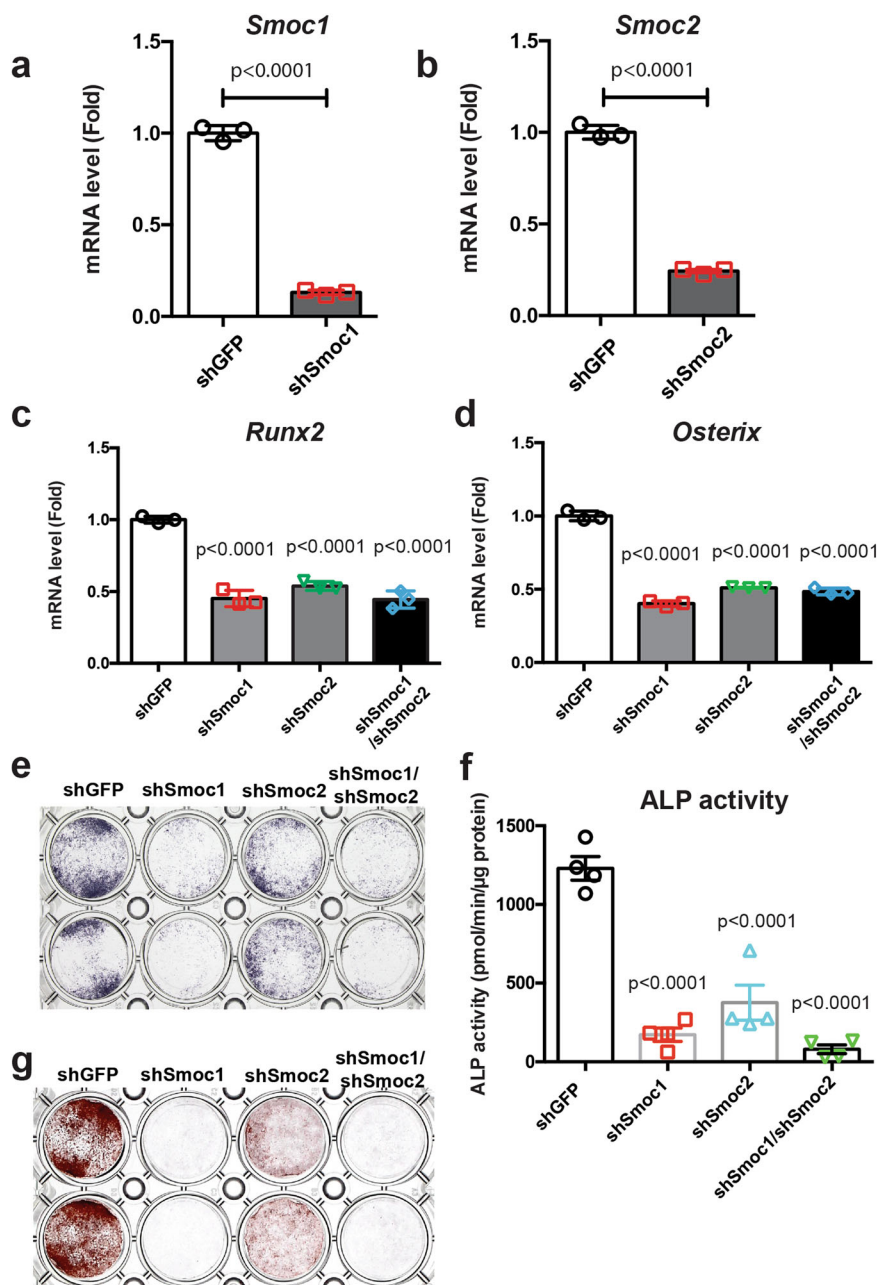 a
Smoc1
mRNA level (Fold)
1.5
1.0
0.5
0.0
p<0.0001
shGFP
shSmoc1
b
Smoc2
mRNA level (Fold)
1.5
1.0
0.5
0.0
p<0.0001
shGFP
shSmoc2
c
Runx2
mRNA level (Fold)
1.5
1.0
0.5
0.0
p<0.0001
p<0.0001
p<0.0001
shGFP
shSmoc1
shSmoc2
shSmoc1
/shSmoc2
d
Osterix
mRNA level (Fold)
1.5
1.0
0.5
0.0
p<0.0001
p<0.0001
p<0.0001
shGFP
shSmoc1
shSmoc2
shSmoc1
/shSmoc2
e
shGFP
shSmoc1
shSmoc2
shSmoc1/
shSmoc2
f
ALP activity
ALP activity (pmol/min/µg protein)
1500
1000
500
0
p<0.0001
p<0.0001
p<0.0001
shGFP
shSmoc1
shSmoc2
shSmoc1/shSmoc2
g
shGFP
shSmoc1
shSmoc2
shSmoc1/
shSmoc2